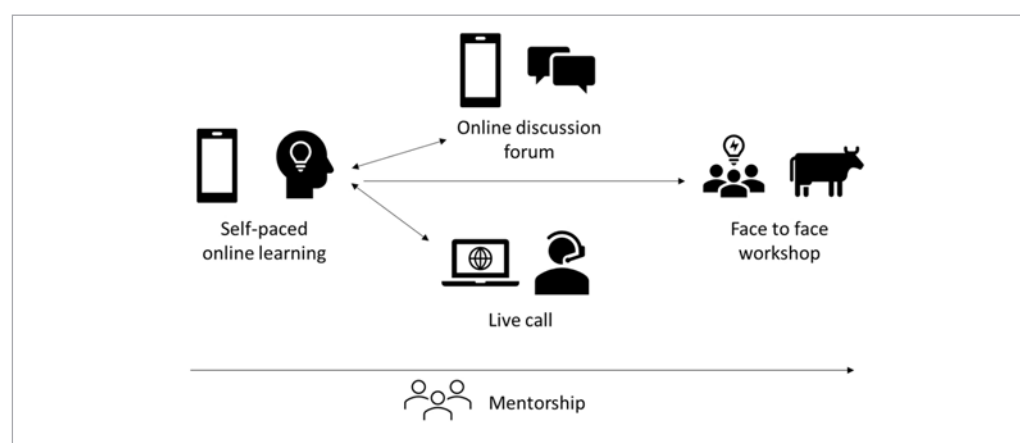 Online discussion
forum
Self-paced
online learning
Face to face
workshop
Live call
Mentorship